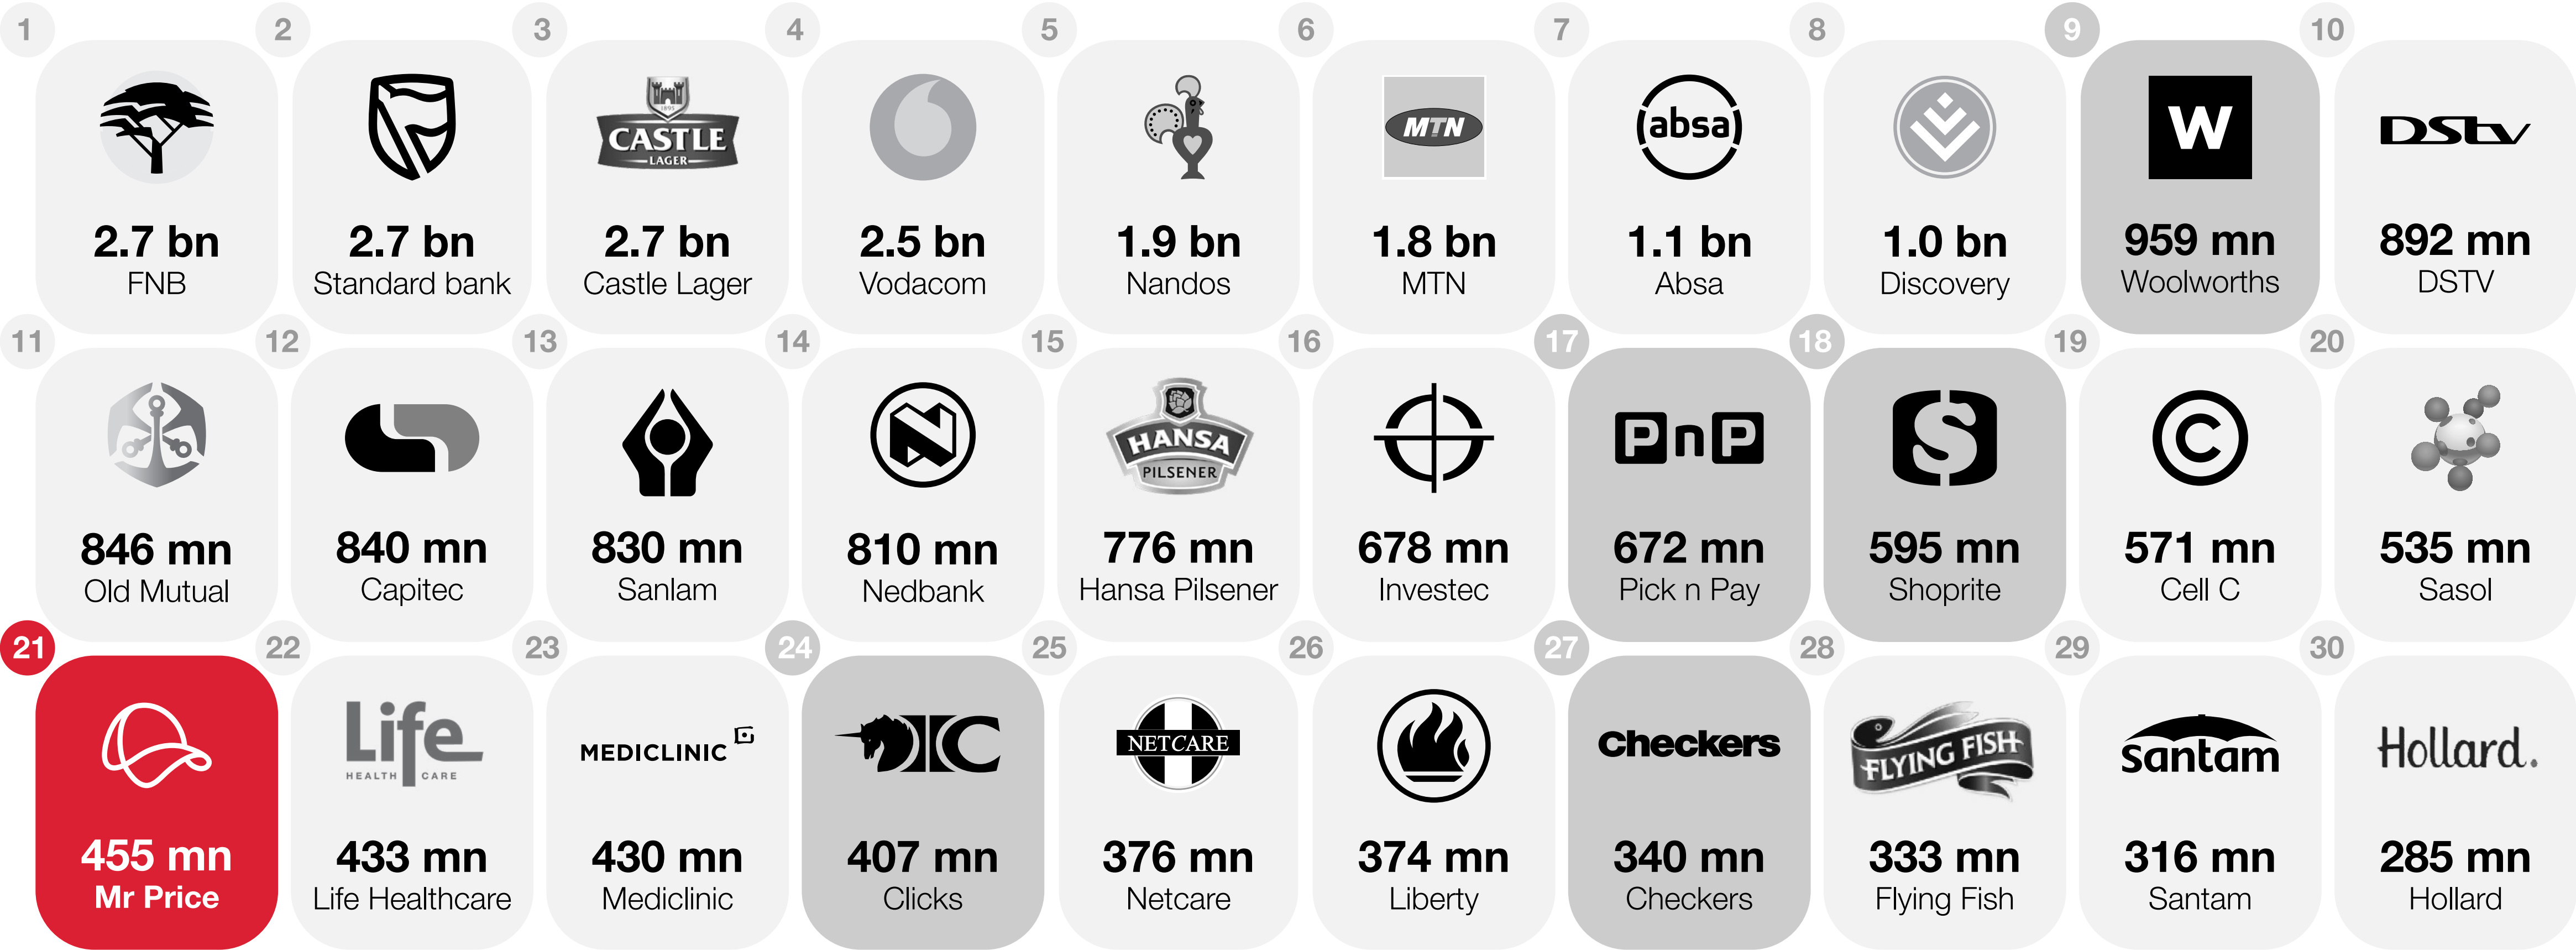 1 2 3 4 5 6 7 8 9 10
1895
CASTLE
LAGER
MTN
absa
W
DStv
2.7 bn 2.7 bn 2.7 bn 2.5 bn 1.9 bn 1.8 bn 1.1 bn 1.0 bn 959 mn 892 mn
FNB Standard bank Castle Lager Vodacom Nandos MTN Absa Discovery Woolworths DSTV
11 12 13 14 15 16 17 18 19 20
HANSA
PILSENER
PnP
S
C
846 mn 840 mn 830 mn 810 mn 776 mn 678 mn 672 mn 595 mn 571 mn 535 mn
Old Mutual Capitec Sanlam Nedbank Hansa Pilsener Investec Pick n Pay Shoprite Cell C Sasol
21 22 23 24 25 26 27 28 29 30
Life
HEALTH CARE
MEDICLINIC
C
NETCARE
Checkers
FLYING FISH
santam
Hollard.
455 mn 433 mn 430 mn 407 mn 376 mn 374 mn 340 mn 333 mn 316 mn 285 mn
Mr Price Life Healthcare Mediclinic Clicks Netcare Liberty Checkers Flying Fish Santam Hollard